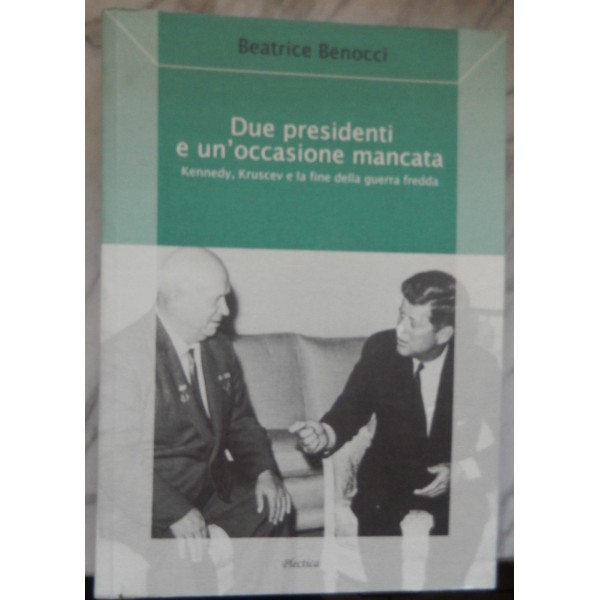 Beatrice Benocci
Due presidenti
e un'occasione mancata
Kennedy, Kruscev e la fine della guerra fredda
Plectica